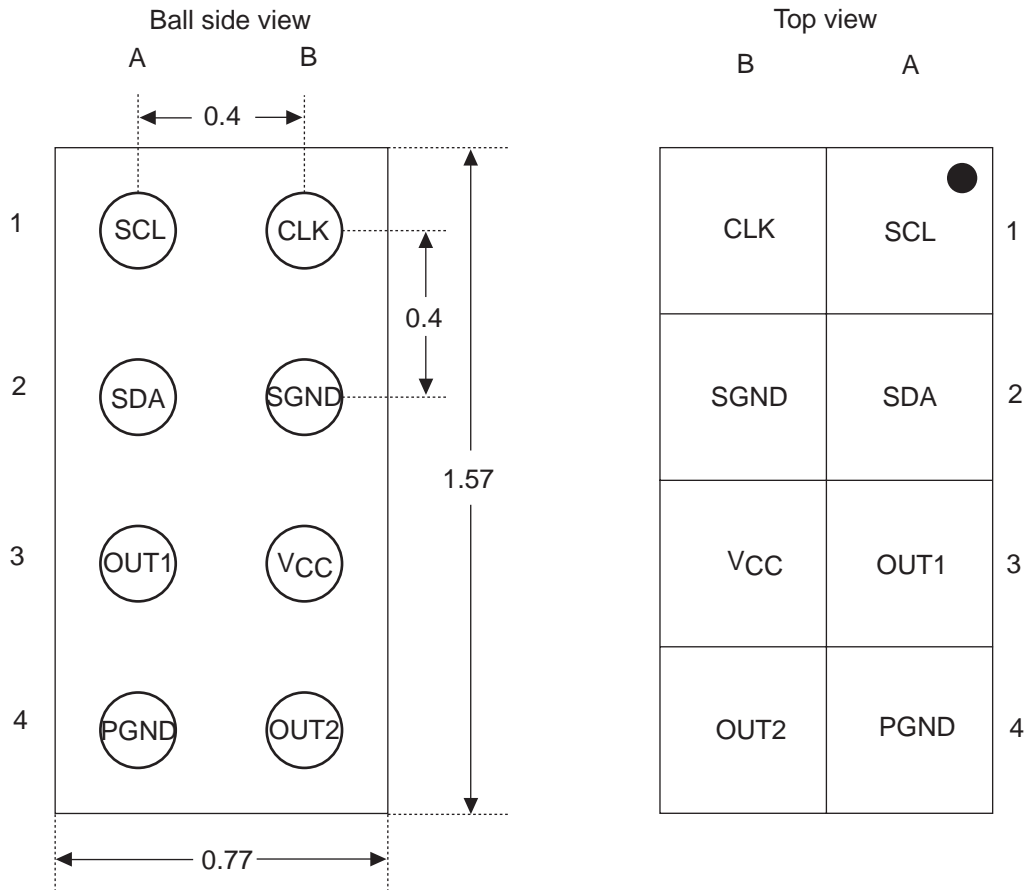 Ball side view
A B
0.4
1 SCL CLK
0.4
2 SDA SGND
1.57
3 OUT1 VCC
4 PGND OUT2
0.77
Top view
B A
CLK SCL 1
SGND SDA 2
VCC OUT1 3
OUT2 PGND 4